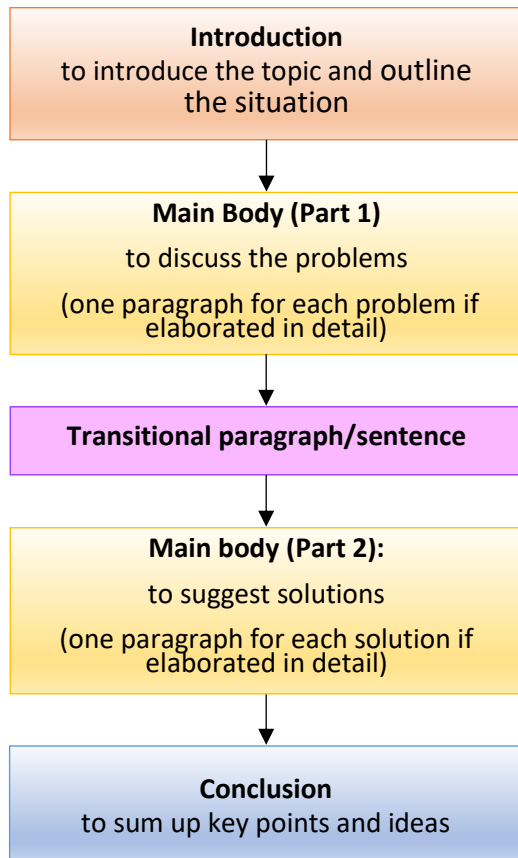 Introduction
to introduce the topic and outline
the situation
Main Body (Part 1)
to discuss the problems
(one paragraph for each problem if
elaborated in detail)
Transitional paragraph/sentence
Main body (Part 2):
to suggest solutions
(one paragraph for each solution if
elaborated in detail)
Conclusion
to sum up key points and ideas